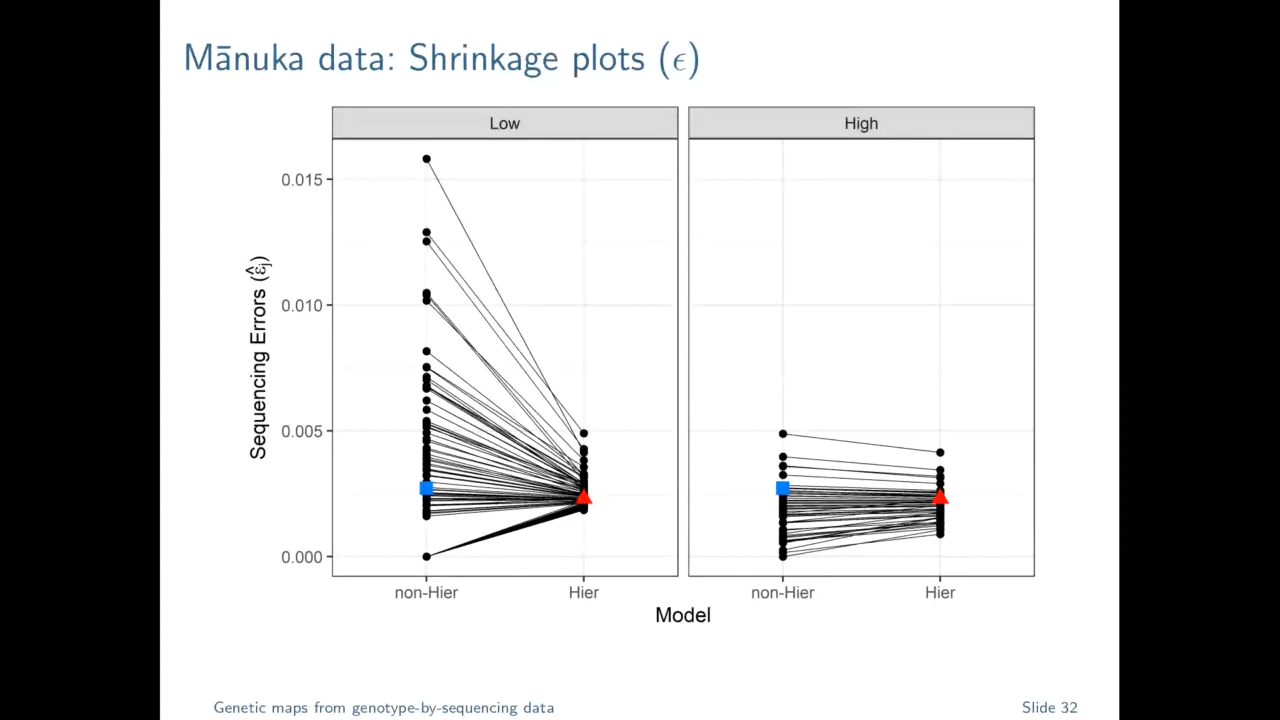 Mānuka data: Shrinkage plots (ϵ)
Low
High
0.015
0.010
0.005
0.000
Sequencing Errors (ε̂j)
non-Hier
Hier
non-Hier
Hier
Model
Genetic maps from genotype-by-sequencing data
Slide 32